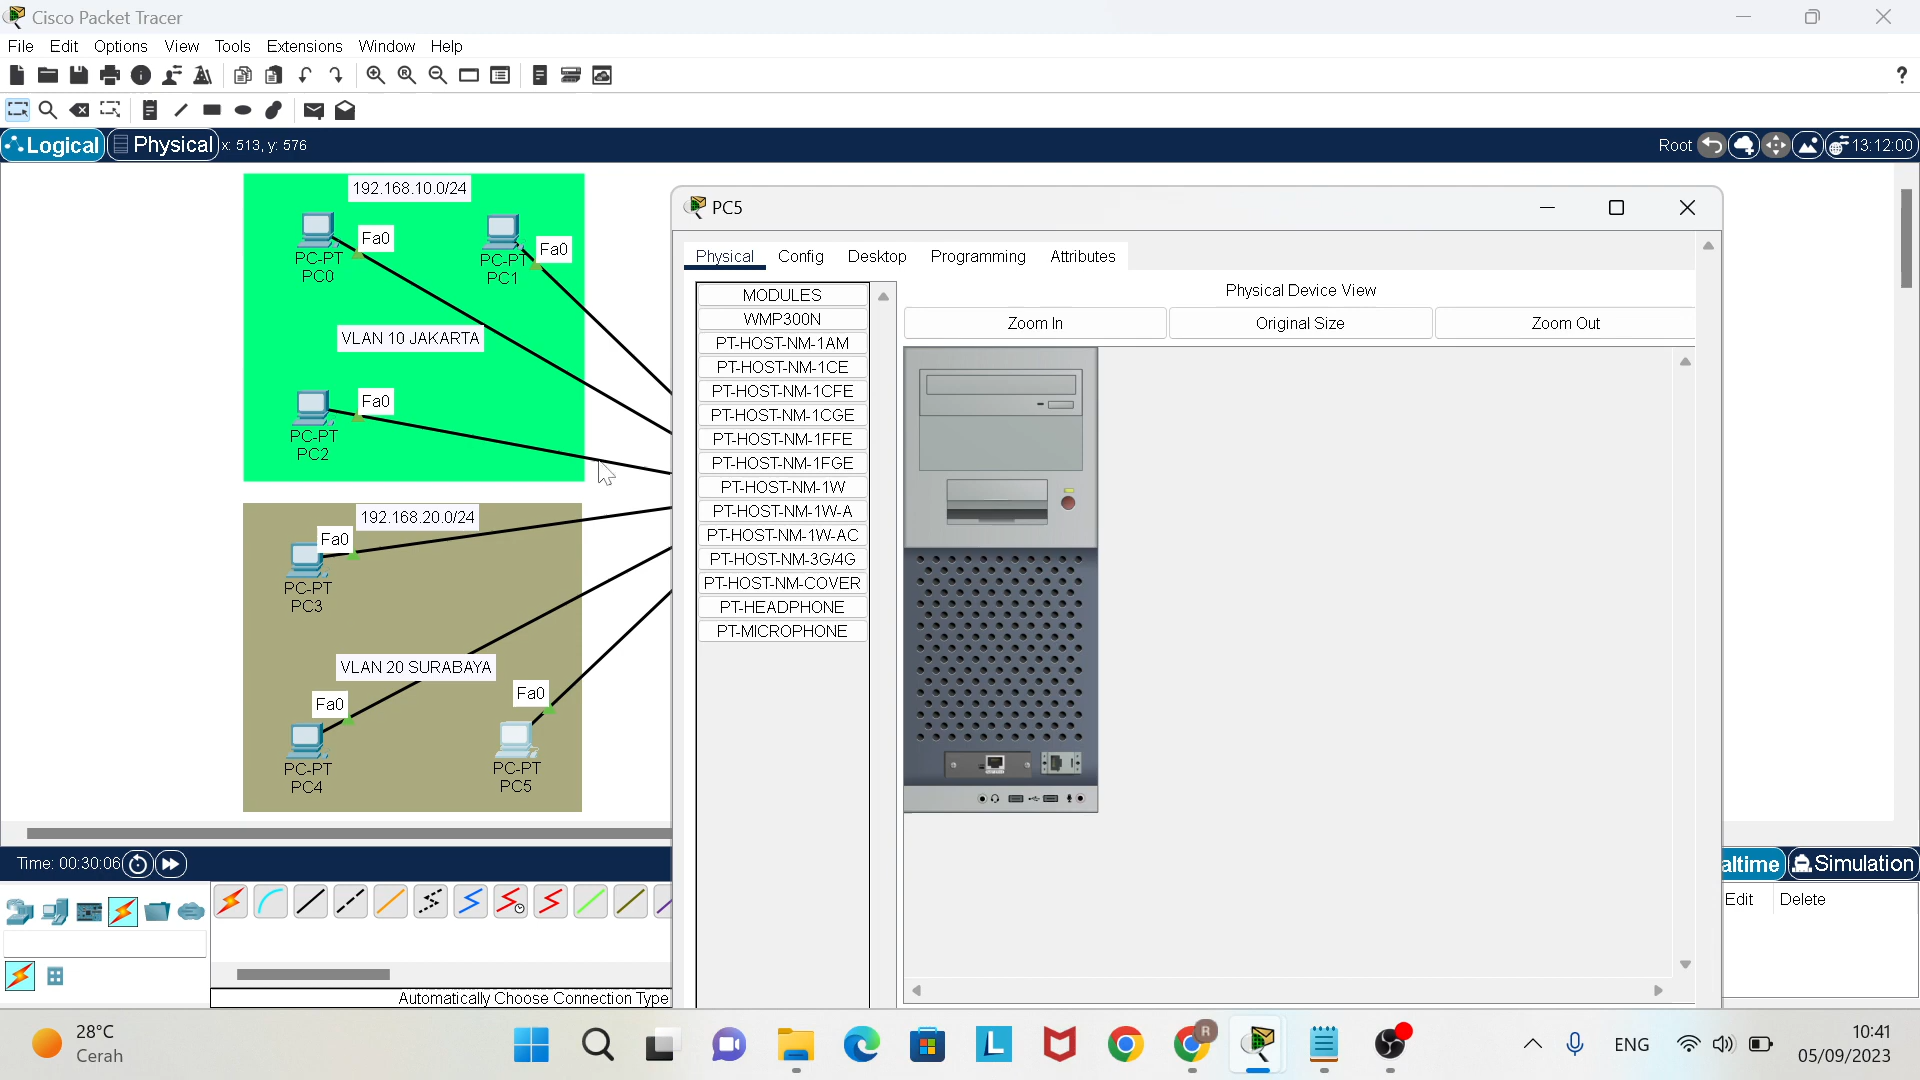 Cisco Packet Tracer
File Edit Options View Tools Extensions Window Help
?
Logical Physical x: 513, y: 576 Root 13:12:00
192.168.10.0/24
Fa0
PC-PT
PC0
Fa0
PC-PT
PC1
VLAN 10 JAKARTA
Fa0
PC-PT
PC2
192.168.20.0/24
Fa0
PC-PT
PC3
VLAN 20 SURABAYA
Fa0
PC-PT
PC4
Fa0
PC-PT
PC5
PC5
Physical Config Desktop Programming Attributes
MODULES
WMP300N
PT-HOST-NM-1AM
PT-HOST-NM-1CE
PT-HOST-NM-1CFE
PT-HOST-NM-1CGE
PT-HOST-NM-1FFE
PT-HOST-NM-1FGE
PT-HOST-NM-1W
PT-HOST-NM-1W-A
PT-HOST-NM-1W-AC
PT-HOST-NM-3G/4G
PT-HOST-NM-COVER
PT-HEADPHONE
PT-MICROPHONE
Physical Device View
Zoom In Original Size Zoom Out
Time: 00:30:06
altime Simulation
Edit Delete
Automatically Choose Connection Type
28°C
Cerah
L
R
ENG
10:41
05/09/2023